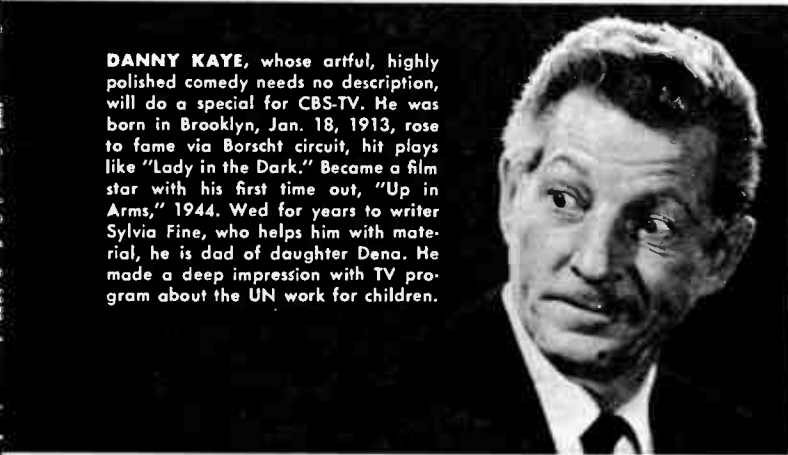 DANNY KAYE, whose artful, highly
polished comedy needs no description,
will do a special for CBS-TV. He was
born in Brooklyn, Jan. 18, 1913, rose
to fame via Borscht circuit, hit plays
like "Lady in the Dark." Became a film
star with his first time out, "Up in
Arms," 1944. Wed for years to writer
Sylvia Fine, who helps him with mate-
rial, he is dad of daughter Dena. He
made a deep impression with TV pro-
gram about the UN work for children.